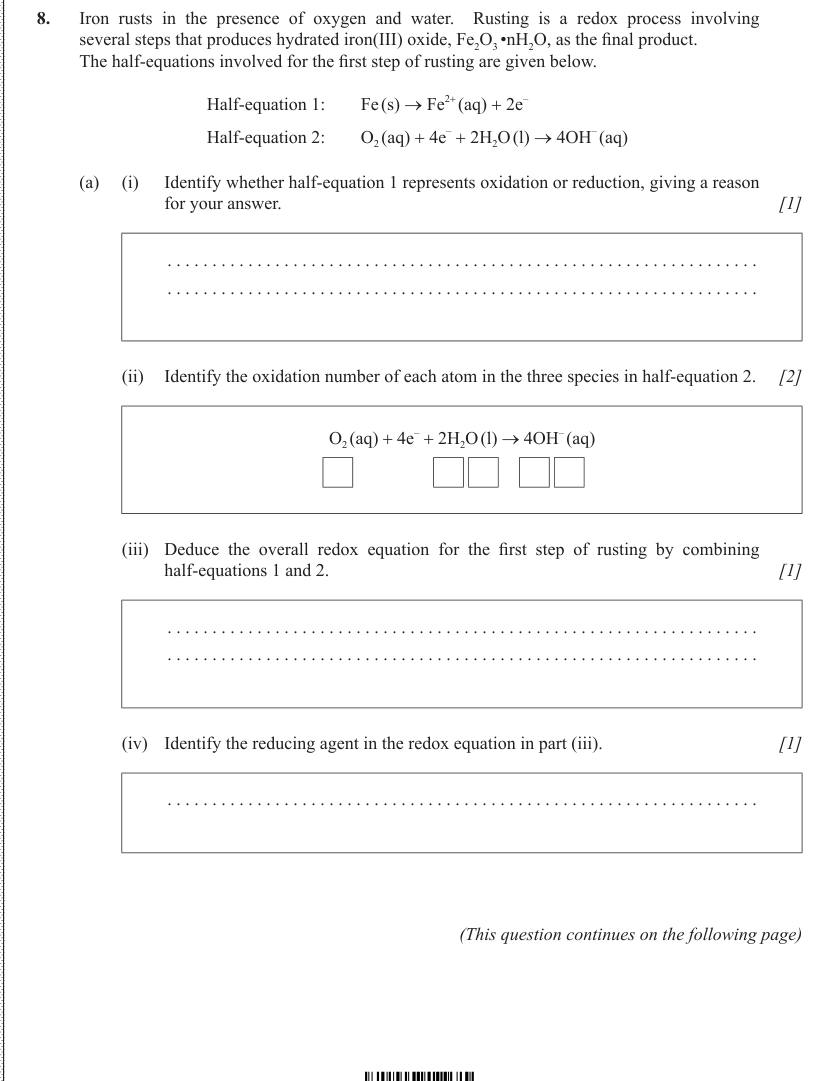 8. Iron rusts in the presence of oxygen and water. Rusting is a redox process involving
several steps that produces hydrated iron(III) oxide, Fe₂O₃•nH₂O, as the final product.
The half-equations involved for the first step of rusting are given below.
Half-equation 1: Fe(s) → Fe²⁺(aq) + 2e⁻
Half-equation 2: O₂(aq) + 4e⁻ + 2H₂O(l) → 4OH⁻(aq)
(a) (i) Identify whether half-equation 1 represents oxidation or reduction, giving a reason
for your answer. [1]
(ii) Identify the oxidation number of each atom in the three species in half-equation 2. [2]
O₂(aq) + 4e⁻ + 2H₂O(l) → 4OH⁻(aq)
(iii) Deduce the overall redox equation for the first step of rusting by combining
half-equations 1 and 2. [1]
(iv) Identify the reducing agent in the redox equation in part (iii). [1]
(This question continues on the following page)